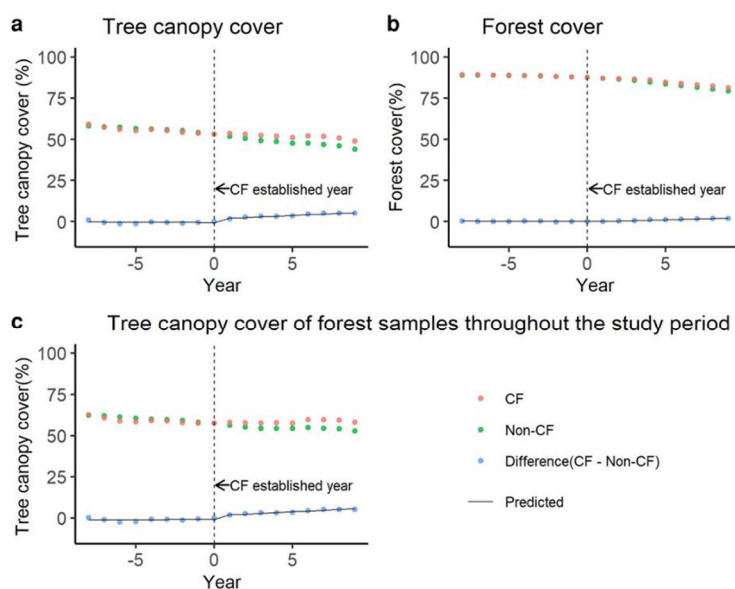 a Tree canopy cover
Tree canopy cover (%)
100
75
50
25
0
←CF established year
-5 0 5
Year
b Forest cover
Forest cover(%)
100
75
50
25
0
←CF established year
-5 0 5
Year
c Tree canopy cover of forest samples throughout the study period
Tree canopy cover(%)
100
75
50
25
0
←CF established year
-5 0 5
Year
CF
Non-CF
Difference(CF - Non-CF)
Predicted